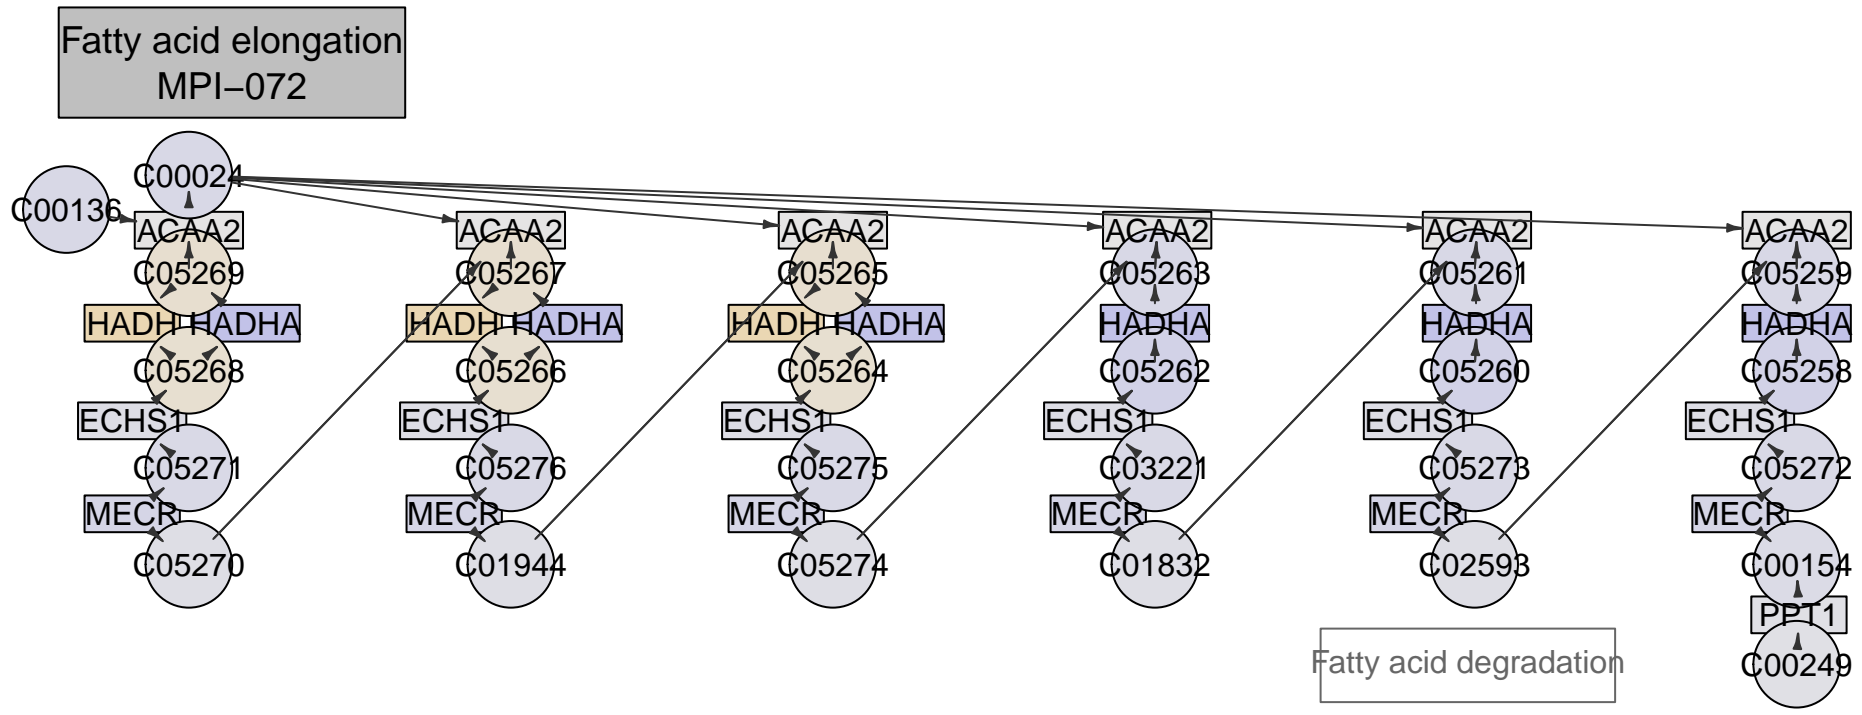 Fatty acid elongation
MPI−072
C00024
C00136
ACAA2 ACAA2 ACAA2 ACAA2 ACAA2 ACAA2
C05269 C05267 C05265 C05263 C05261 C05259
HADH HADHA HADH HADHA HADH HADHA HADHA HADHA HADHA
C05268 C05266 C05264 C05262 C05260 C05258
ECHS1 ECHS1 ECHS1 ECHS1 ECHS1 ECHS1
C05271 C05276 C05275 C03221 C05273 C05272
MECR MECR MECR MECR MECR MECR
C05270 C01944 C05274 C01832 C02593 C00154
PPT1
Fatty acid degradation C00249